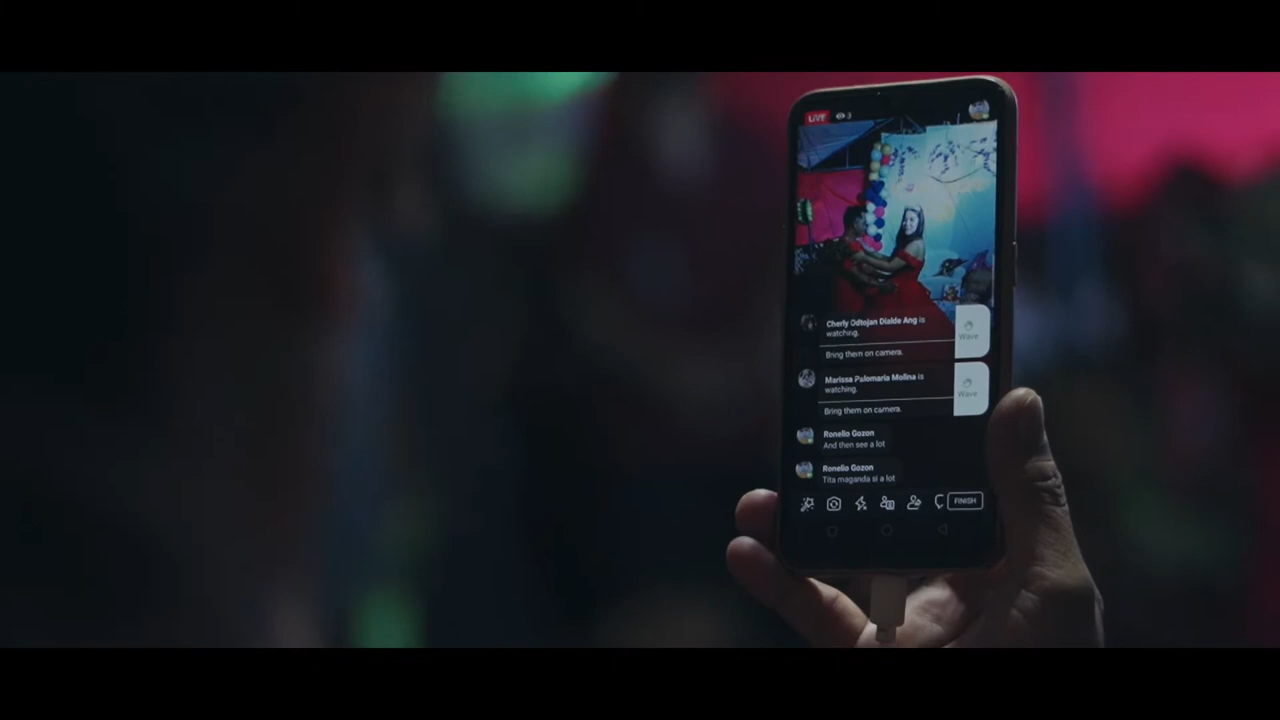 LIVE 3
Cherly Odtojan Dialde Ang is
watching.
Wave
Bring them on camera.
Marissa Palomaria Molina is
watching.
Wave
Bring them on camera.
Ronelio Gozon
And then see a lot
Ronelio Gozon
Tita maganda si a lot
FINISH